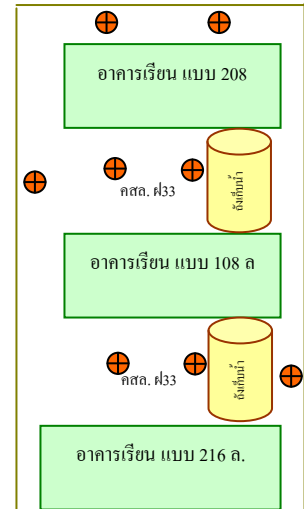 อาคารเรียน แบบ 208
ถังเก็บน้ำ
คสล. ฝ33
อาคารเรียน แบบ 108 ล
ถังเก็บน้ำ
คสล. ฝ33
อาคารเรียน แบบ 216 ล.